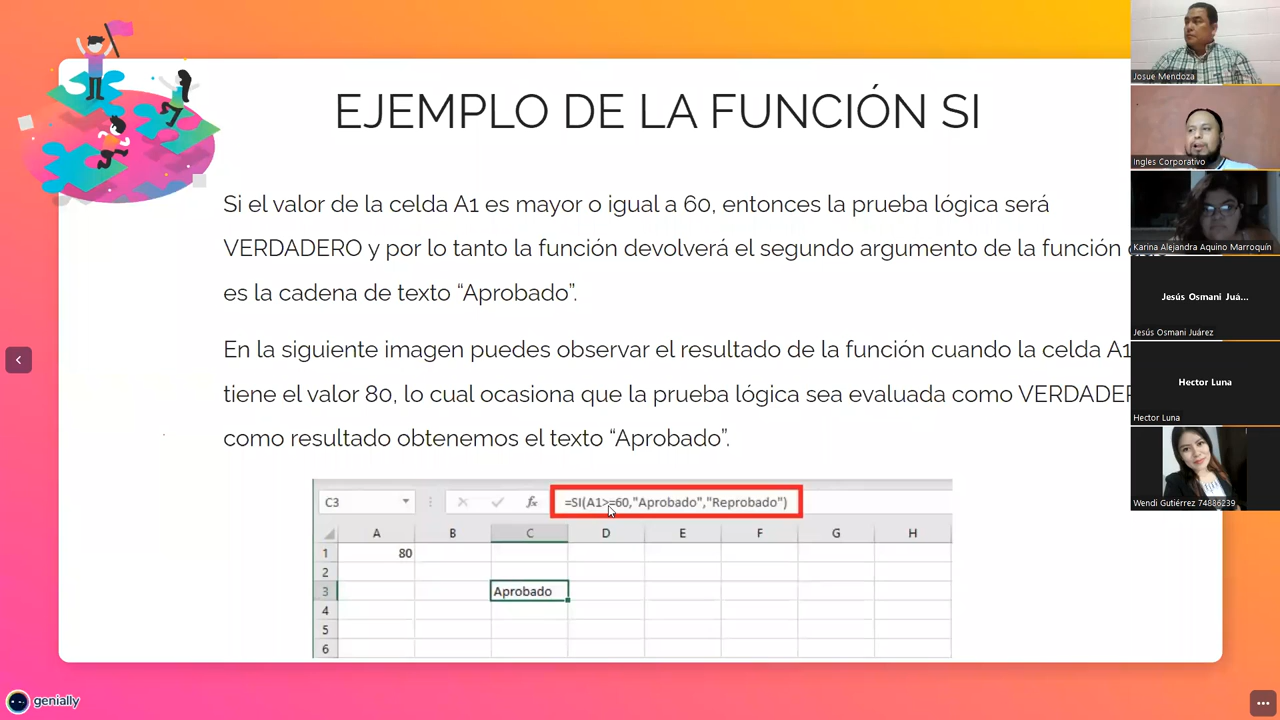 EJEMPLO DE LA FUNCIÓN SI
Si el valor de la celda A1 es mayor o igual a 60, entonces la prueba lógica será
VERDADERO y por lo tanto la función devolverá el segundo argumento de la función
es la cadena de texto “Aprobado”.
En la siguiente imagen puedes observar el resultado de la función cuando la celda A1
tiene el valor 80, lo cual ocasiona que la prueba lógica sea evaluada como VERDADER
como resultado obtenemos el texto “Aprobado”.
C3 fx =SI(A1>=60,"Aprobado","Reprobado")
A B C D E F G H
1 80
2
3 Aprobado
4
5
6
genially
Josue Mendoza
Ingles Corporativo
Karina Alejandra Aquino Marroquín
Jesús Osmani Juá...
Jesús Osmani Juárez
Hector Luna
Hector Luna
Wendi Gutiérrez 74886239